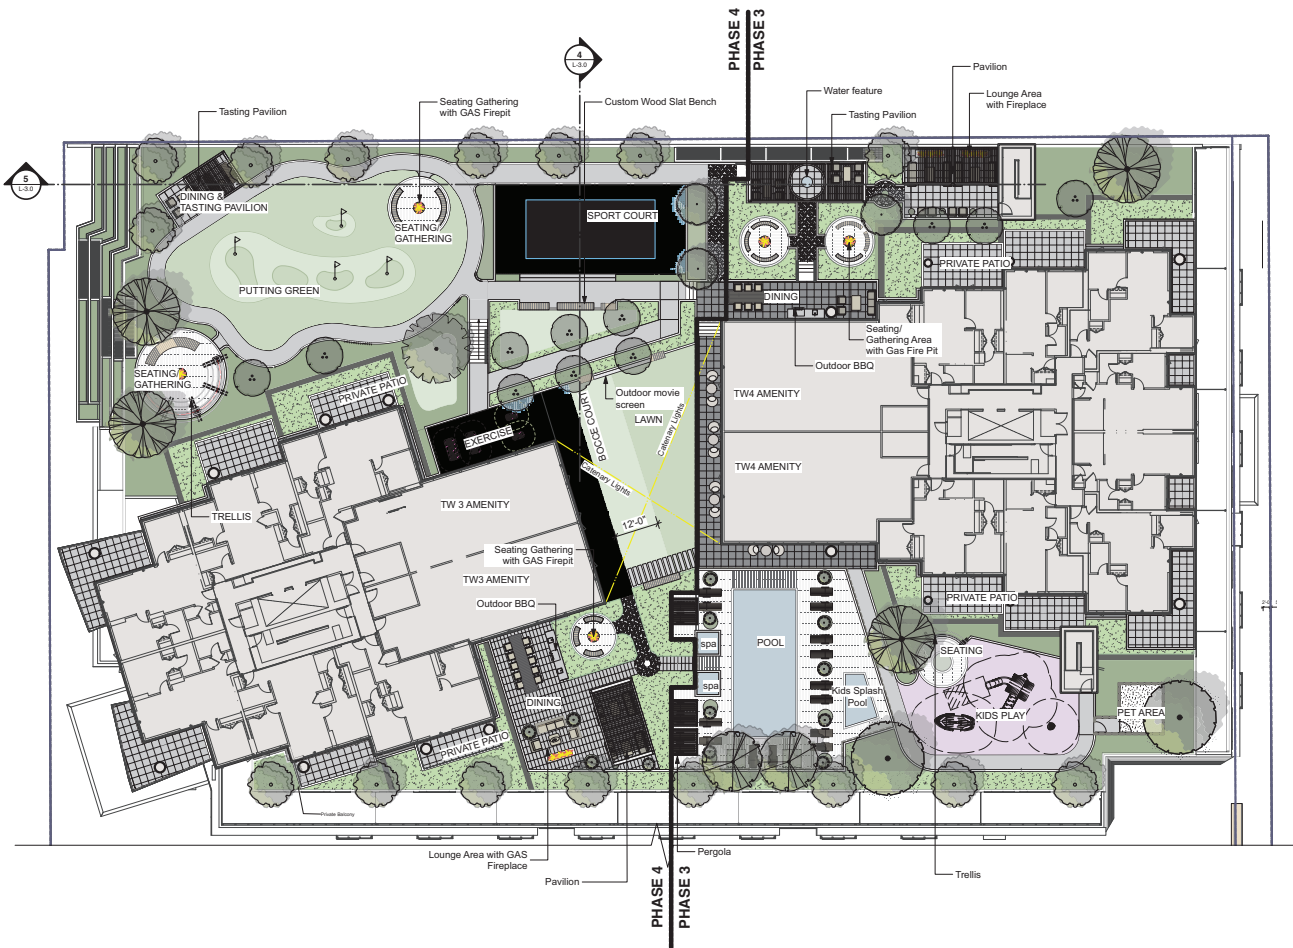 PHASE 4
PHASE 3
4
L-3.0
Pavilion
Water feature
Lounge Area
with Fireplace
Seating Gathering
with GAS Firepit
Custom Wood Slat Bench
Tasting Pavilion
Tasting Pavilion
5
L-3.0
DINING &
TASTING PAVILION
SPORT COURT
SEATING/
GATHERING
PRIVATE PATIO
PUTTING GREEN
DINING
Seating/
Gathering Area
with Gas Fire Pit
Outdoor BBQ
SEATING/
GATHERING
PRIVATE PATIO
Outdoor movie
screen
LAWN
TW4 AMENITY
BOCCE COURT
Catenary Lights
EXERCISE
TW4 AMENITY
Catenary Lights
TW 3 AMENITY
TRELLIS
12'-0"
Seating Gathering
with GAS Firepit
TW3 AMENITY
Outdoor BBQ
PRIVATE PATIO
spa
POOL
SEATING
spa
Kids Splash
Pool
DINING
KIDS PLAY
PET AREA
PRIVATE PATIO
Private Balcony
Lounge Area with GAS
Fireplace
Pergola
Pavilion
Trellis
PHASE 4
PHASE 3